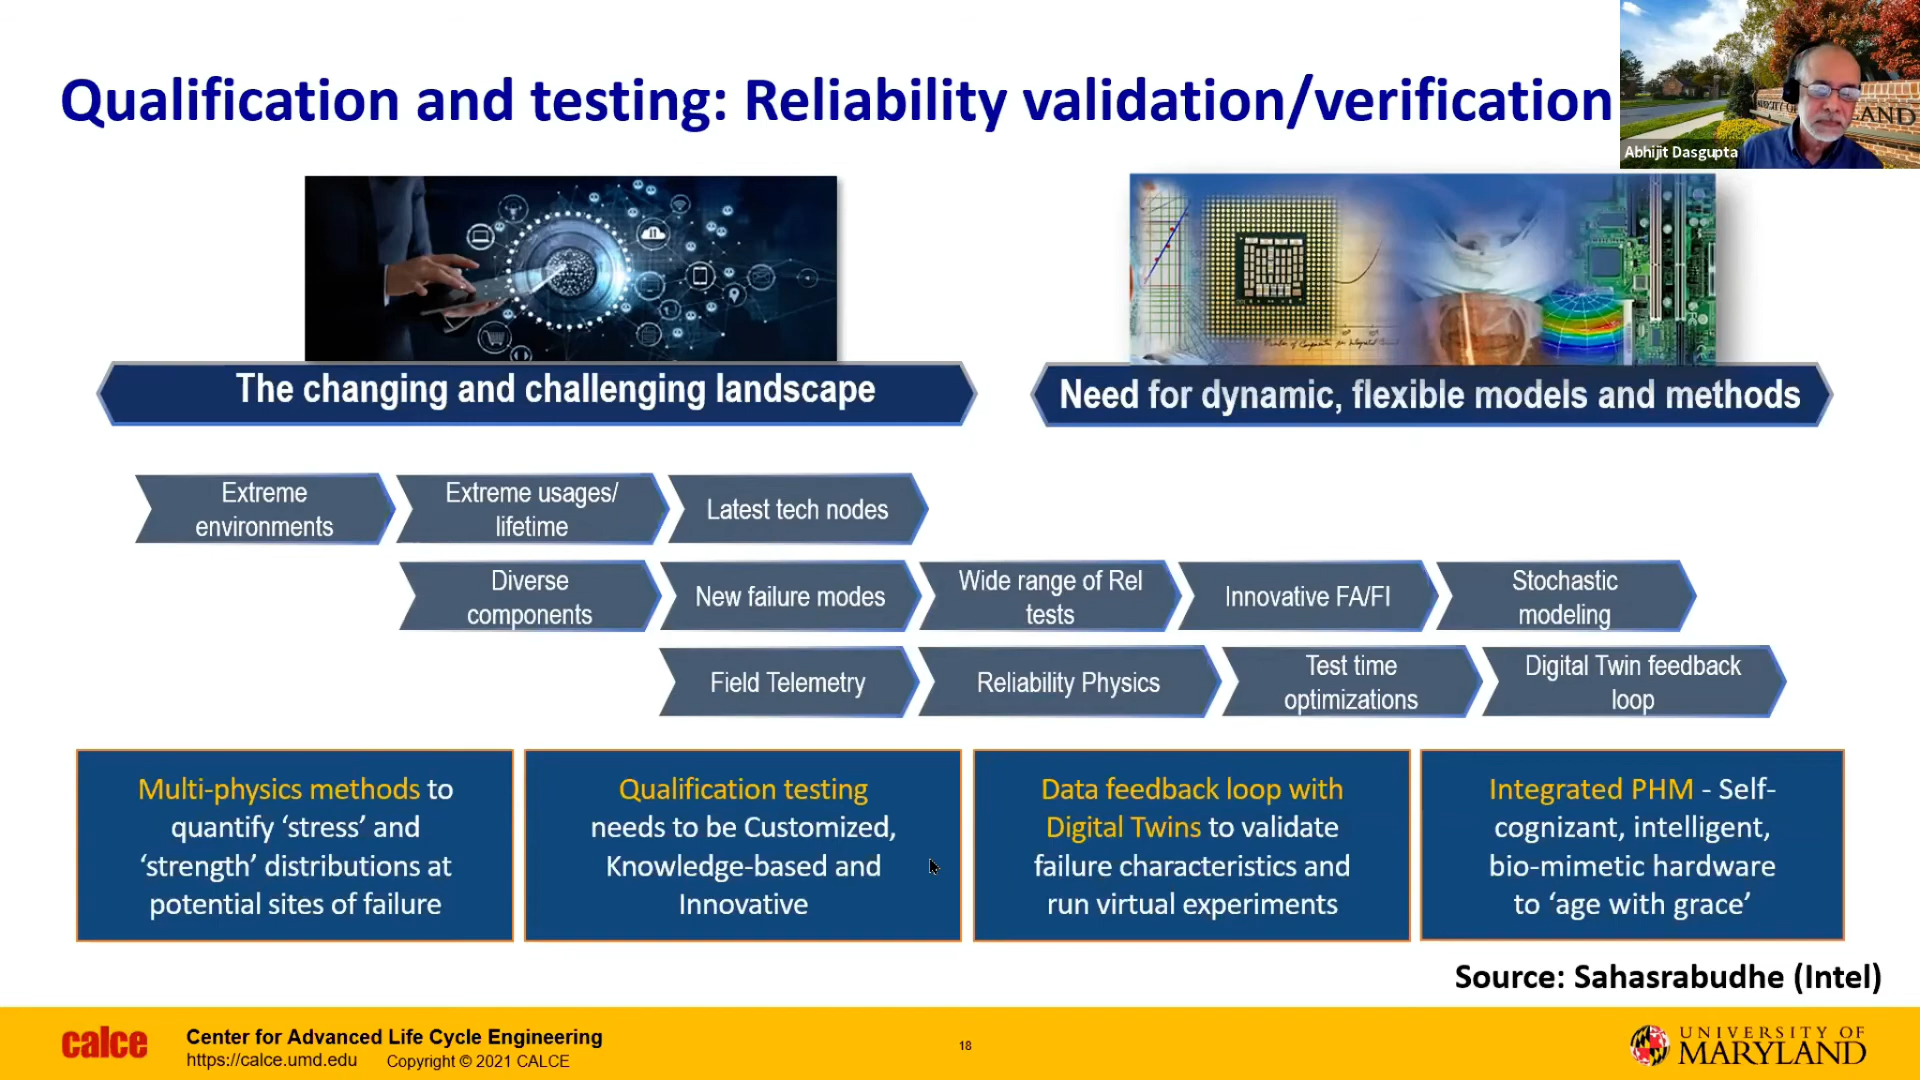 Qualification and testing: Reliability validation/verification
Abhijit Dasgupta
The changing and challenging landscape
Need for dynamic, flexible models and methods
Extreme
environments
Extreme usages/
lifetime
Latest tech nodes
Diverse
components
New failure modes
Wide range of Rel
tests
Innovative FA/FI
Stochastic
modeling
Field Telemetry
Reliability Physics
Test time
optimizations
Digital Twin feedback
loop
Multi-physics methods to
quantify ‘stress’ and
‘strength’ distributions at
potential sites of failure
Qualification testing
needs to be Customized,
Knowledge-based and
Innovative
Data feedback loop with
Digital Twins to validate
failure characteristics and
run virtual experiments
Integrated PHM - Self-
cognizant, intelligent,
bio-mimetic hardware
to ‘age with grace’
Source: Sahasrabudhe (Intel)
calce
Center for Advanced Life Cycle Engineering
https://calce.umd.edu Copyright © 2021 CALCE
18
UNIVERSITY OF
MARYLAND